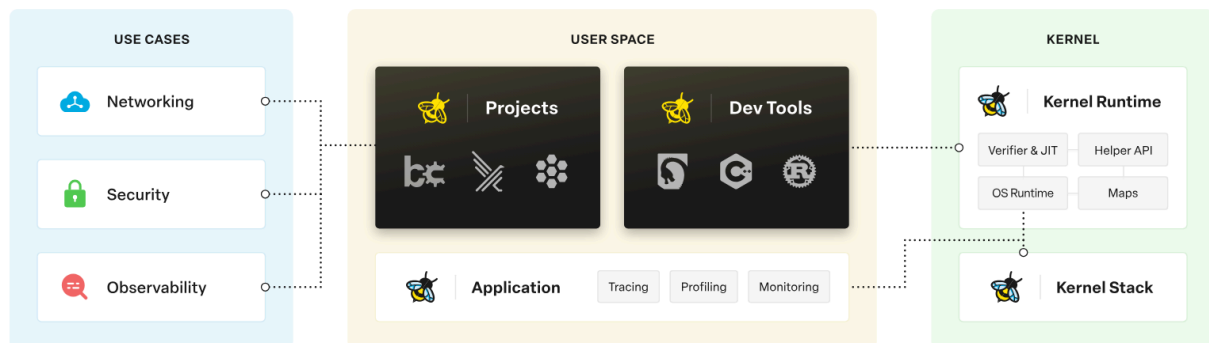 USE CASES
Networking
Security
Observability
USER SPACE
Projects
bc
Dev Tools
C++
R
Application
Tracing
Profiling
Monitoring
KERNEL
Kernel Runtime
Verifier & JIT
Helper API
OS Runtime
Maps
Kernel Stack